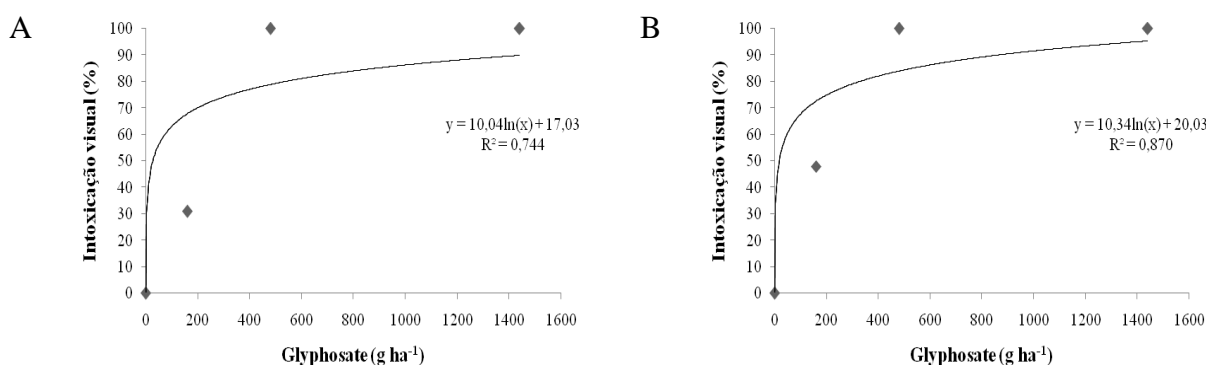 A
Intoxicação visual (%)
100
90
80
70
60
50
40
30
20
10
0
y = 10,04ln(x) + 17,03
R² = 0,744
0 200 400 600 800 1000 1200 1400 1600
Glyphosate (g ha⁻¹)
B
Intoxicação visual (%)
100
90
80
70
60
50
40
30
20
10
0
y = 10,34ln(x) + 20,03
R² = 0,870
0 200 400 600 800 1000 1200 1400 1600
Glyphosate (g ha⁻¹)